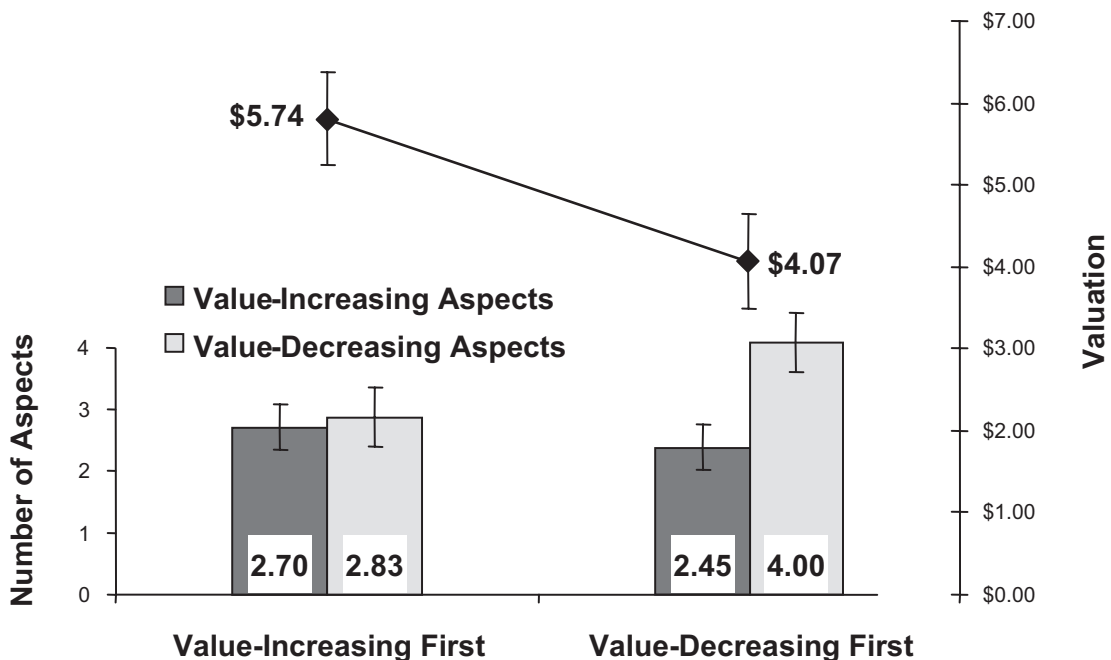 $7.00
$6.00
$5.00
$4.00
$3.00
$2.00
$1.00
$0.00
Valuation
$5.74
$4.07
Value-Increasing Aspects
Value-Decreasing Aspects
Number of Aspects
4
3
2
1
0
2.70 2.83 2.45 4.00
Value-Increasing First Value-Decreasing First